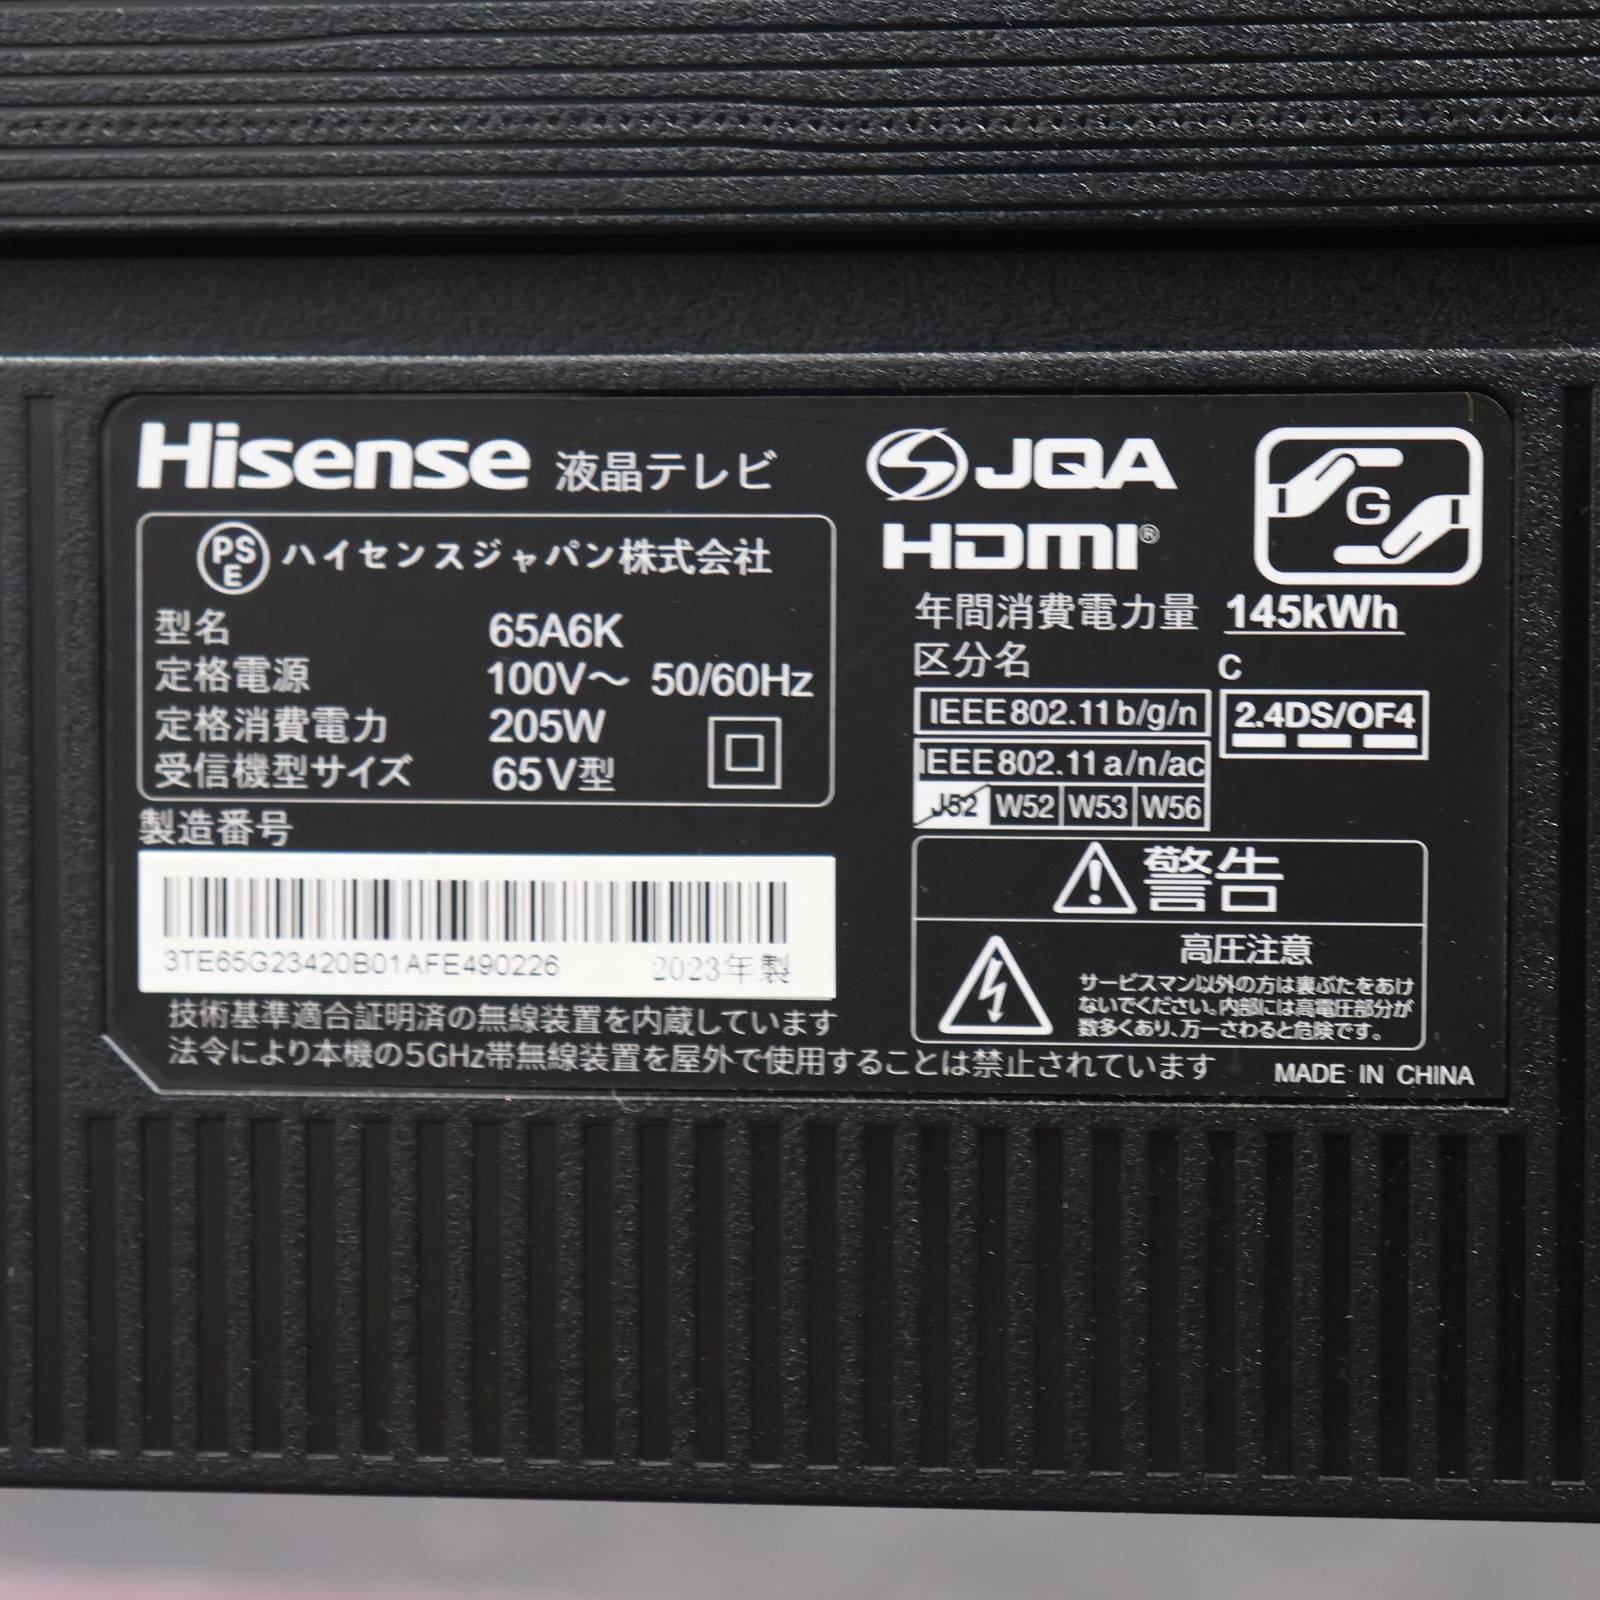 Hisense 液晶テレビ
PSE ハイセンスジャパン株式会社
型名 65A6K
定格電源 100V～ 50/60Hz
定格消費電力 205W
受信機型サイズ 65V型
製造番号
3TE65G23420B01AFE490226 2023年製
JQA
HDMI®
G
年間消費電力量 145kWh
区分名 C
IEEE802.11b/g/n
2.4DS/OF4
IEEE802.11a/n/ac
J52 W52 W53 W56
警告
高圧注意
サービスマン以外の方は裏ぶたをあけ
ないでください。内部には高電圧部分が
数多くあり、万一さわると危険です。
技術基準適合証明済の無線装置を内蔵しています
法令により本機の5GHz帯無線装置を屋外で使用することは禁止されています
MADE IN CHINA